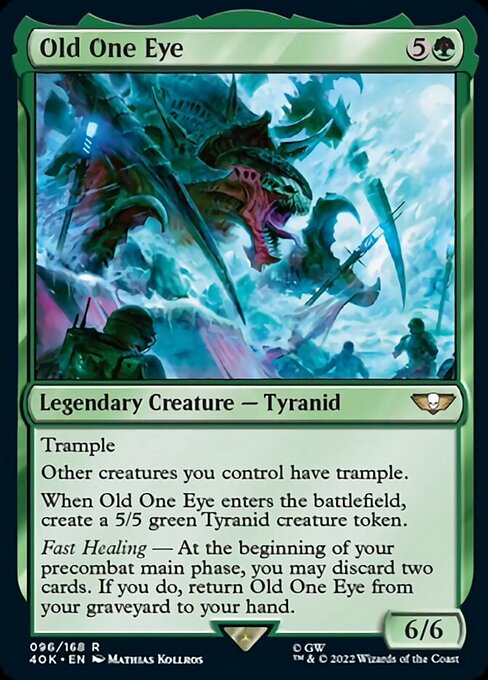 Old One Eye 5
Legendary Creature — Tyranid
Trample
Other creatures you control have trample.
When Old One Eye enters the battlefield,
create a 5/5 green Tyranid creature token.
Fast Healing — At the beginning of your
precombat main phase, you may discard two
cards. If you do, return Old One Eye from
your graveyard to your hand.
6/6
096/168 R
40K • EN Mathias Kollros
© GW
™ & © 2022 Wizards of the Coast